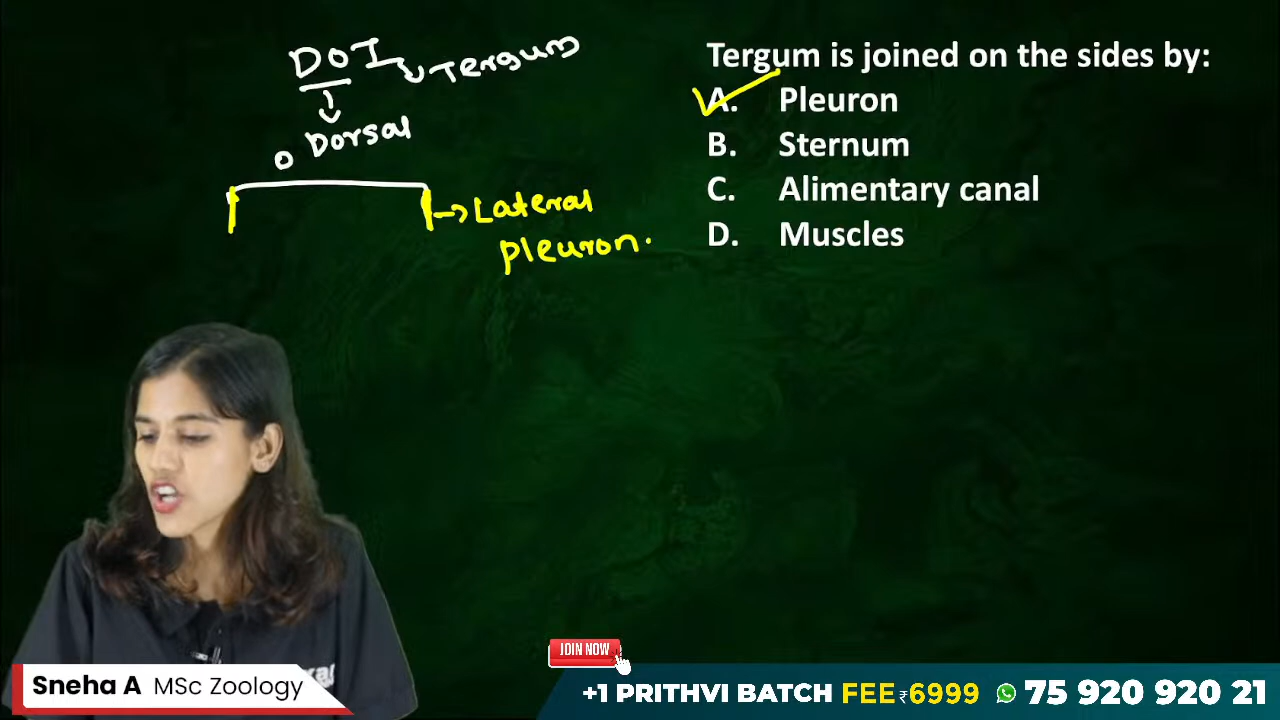 DOT
Tergum
Dorsal
Lateral
pleuron.
Tergum is joined on the sides by:
A. Pleuron
B. Sternum
C. Alimentary canal
D. Muscles
JOIN NOW
Sneha A MSc Zoology
+1 PRITHVI BATCH FEE ₹6999 75 920 920 21